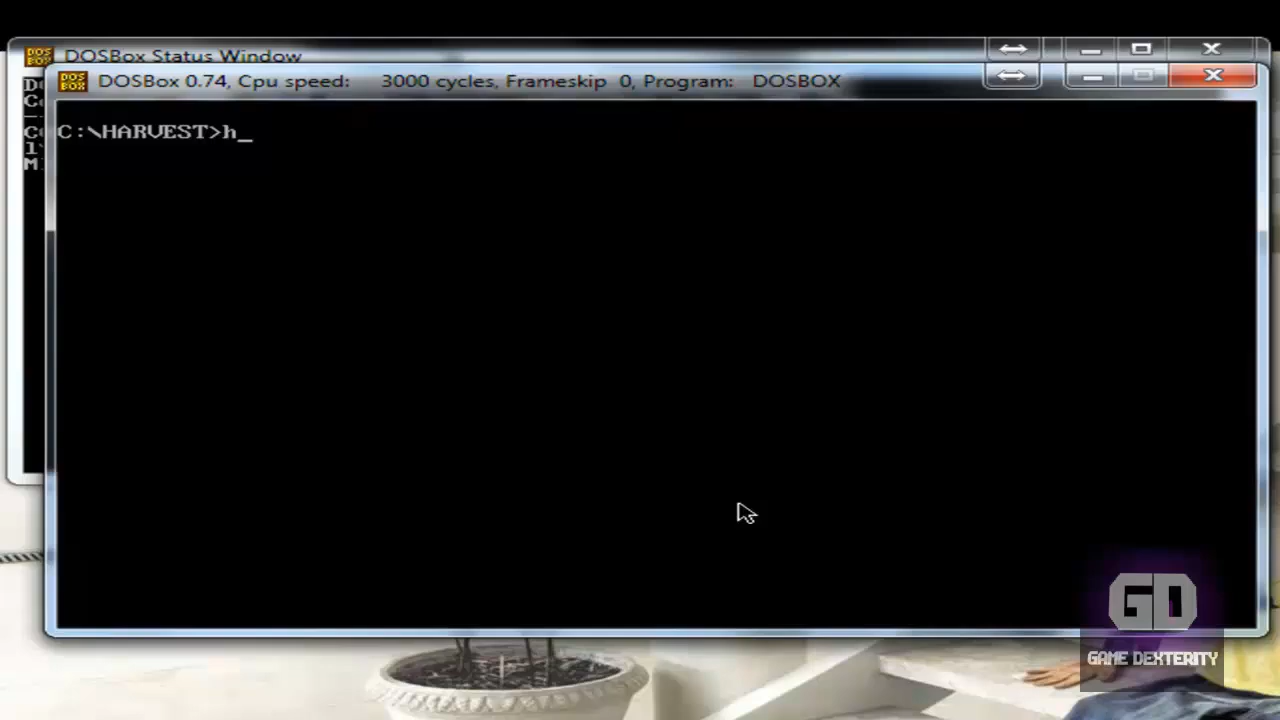 DOSBox Status Window
DOSBox 0.74, Cpu speed: 3000 cycles, Frameskip 0, Program: DOSBOX
C:\HARVEST>h_
GD
GAME DEXTERITY